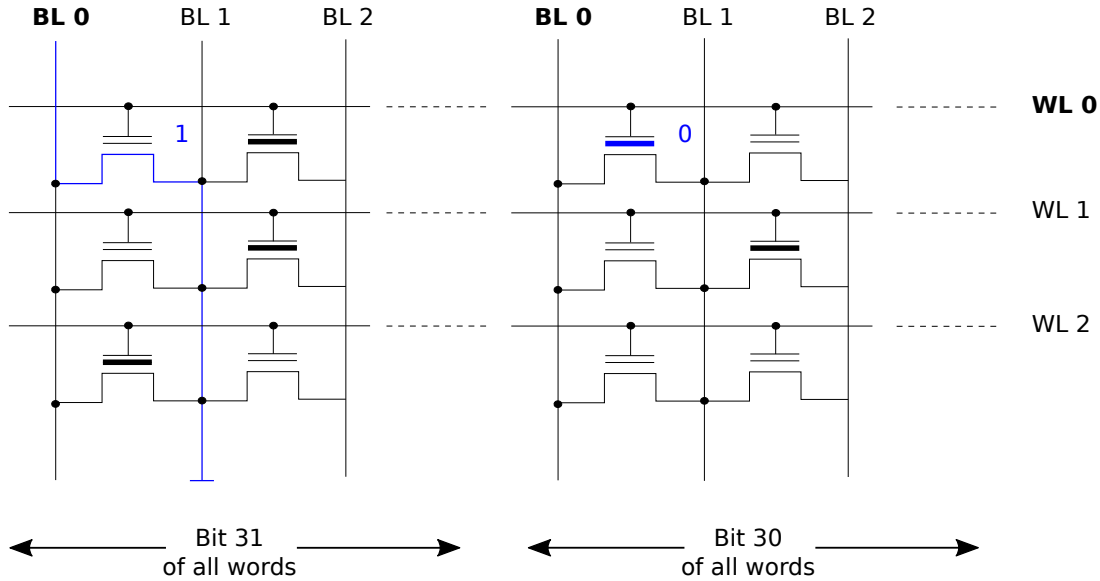 BL 0 BL 1 BL 2 BL 0 BL 1 BL 2
WL 0
1 0
WL 1
WL 2
Bit 31 Bit 30
of all words of all words